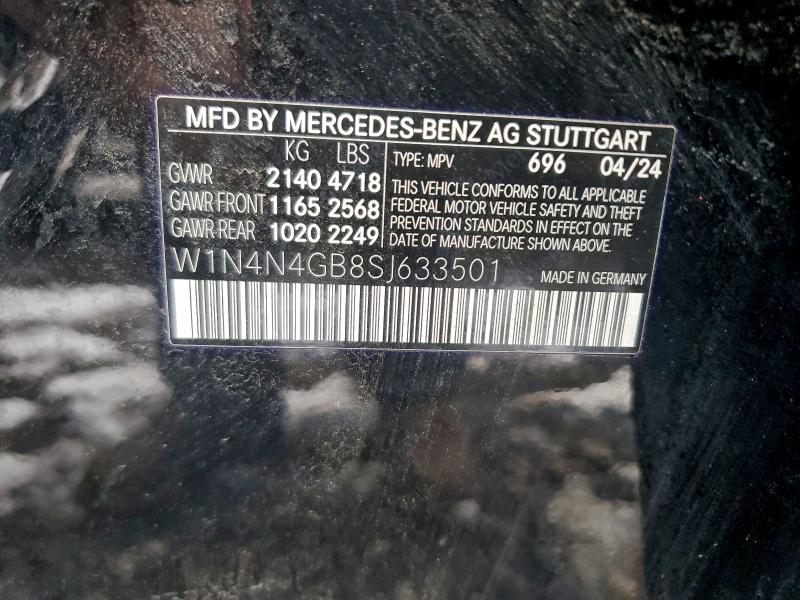 MFD BY MERCEDES-BENZ AG STUTTGART
KG LBS
GVWR 2140 4718
GAWR FRONT 1165 2568
GAWR REAR 1020 2249
TYPE: MPV 696 04/24
THIS VEHICLE CONFORMS TO ALL APPLICABLE
FEDERAL MOTOR VEHICLE SAFETY AND THEFT
PREVENTION STANDARDS IN EFFECT ON THE
DATE OF MANUFACTURE SHOWN ABOVE.
W1N4N4GB8SJ633501
MADE IN GERMANY